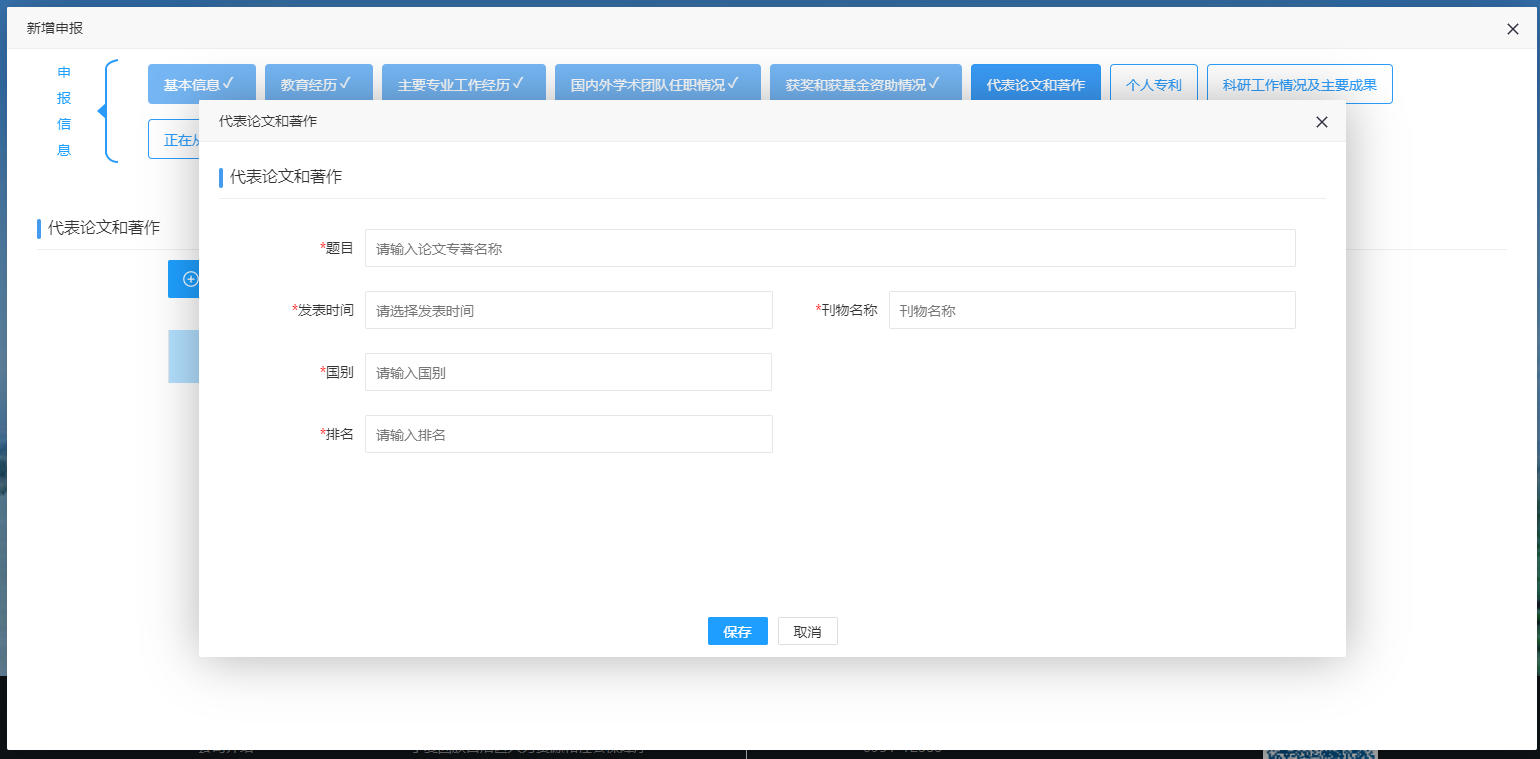 新增申报
申报信息
基本信息✓ 教育经历✓ 主要专业工作经历✓ 国内外学术团队任职情况✓ 获奖和获基金资助情况✓ 代表论文和著作 个人专利 科研工作情况及主要成果
正在
代表论文和著作
代表论文和著作
代表论文和著作
*题目 请输入论文专著名称
*发表时间 请选择发表时间 *刊物名称 刊物名称
*国别 请输入国别
*排名 请输入排名
保存 取消